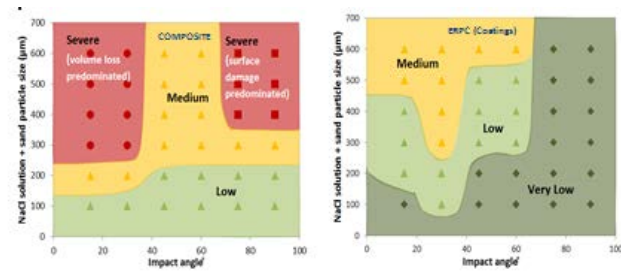 NaCl solution + sand particle size (µm)
700
600
500
400
300
200
100
0
COMPOSITE
Severe
(volume loss
predominated)
Severe
(surface
damage
predominated)
Medium
Low
0
20
40
60
80
100
Impact angle°
NaCl solution + sand particle size (µm)
700
600
500
400
300
200
100
0
ERPC (Coatings)
Medium
Low
Very Low
0
20
40
60
80
100
Impact angle°